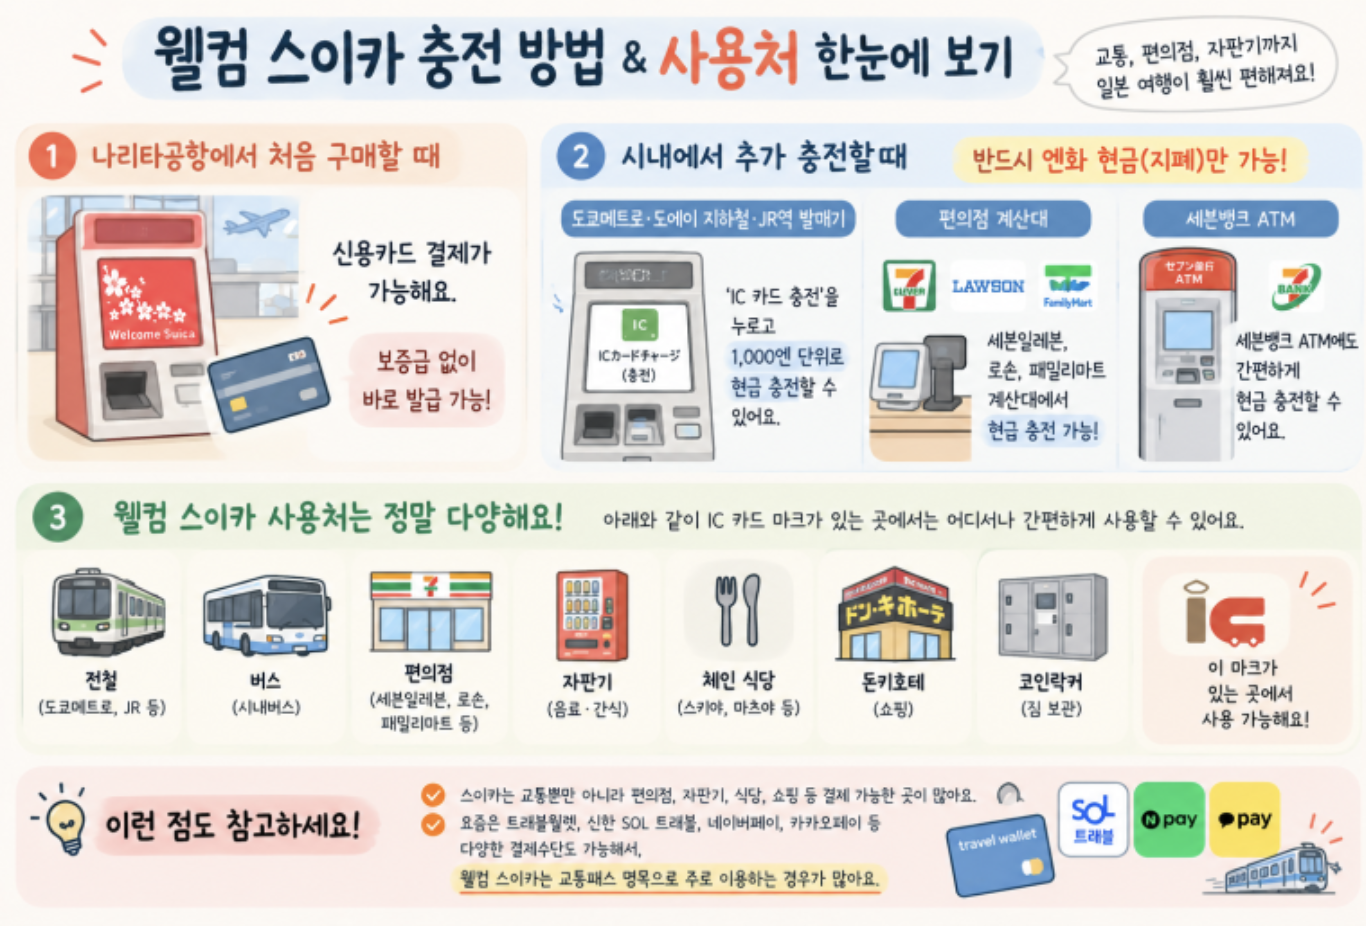 웰컴 스이카 충전 방법 & 사용처 한눈에 보기
교통, 편의점, 자판기까지
일본 여행이 훨씬 편해져요!
1 나리타공항에서 처음 구매할 때
Welcome Suica
신용카드 결제가
가능해요.
보증금 없이
바로 발급 가능!
2 시내에서 추가 충전할때
반드시 엔화 현금(지폐)만 가능!
도쿄메트로·도에이 지하철·JR역 발매기
IC
ICカードチャージ
(충전)
'IC 카드 충전'을
누로고
1,000엔 단위로
현금 충전할 수
있어요.
편의점 계산대
7
LAWSON
FamilyMart
세븐일레븐,
로손, 패밀리마트
계산대에서
현금 충전 가능!
세븐뱅크 ATM
セブン銀行
ATM
7
BANK
세븐뱅크 ATM에도
간편하게
현금 충전할 수
있어요.
3 웰컴 스이카 사용처는 정말 다양해요!
아래와 같이 IC 카드 마크가 있는 곳에서는 어디서나 간편하게 사용할 수 있어요.
전철
(도쿄메트로, JR 등)
버스
(시내버스)
7
편의점
(세븐일레븐, 로손,
패밀리마트 등)
자판기
(음료·간식)
체인 식당
(스키야, 마츠야 등)
ドン・キホーテ
돈키호테
(쇼핑)
코인락커
(짐 보관)
ic
이 마크가
있는 곳에서
사용 가능해요!
이런 점도 참고하세요!
스이카는 교통뿐만 아니라 편의점, 자판기, 식당, 쇼핑 등 결제 가능한 곳이 많아요.
요즘은 트래블월렛, 신한 SOL 트래블, 네이버페이, 카카오페이 등
다양한 결제수단도 가능해서,
웰컴 스이카는 교통패스 명목으로 주로 이용하는 경우가 많아요.
travel wallet
SOL
트래블
N pay
pay